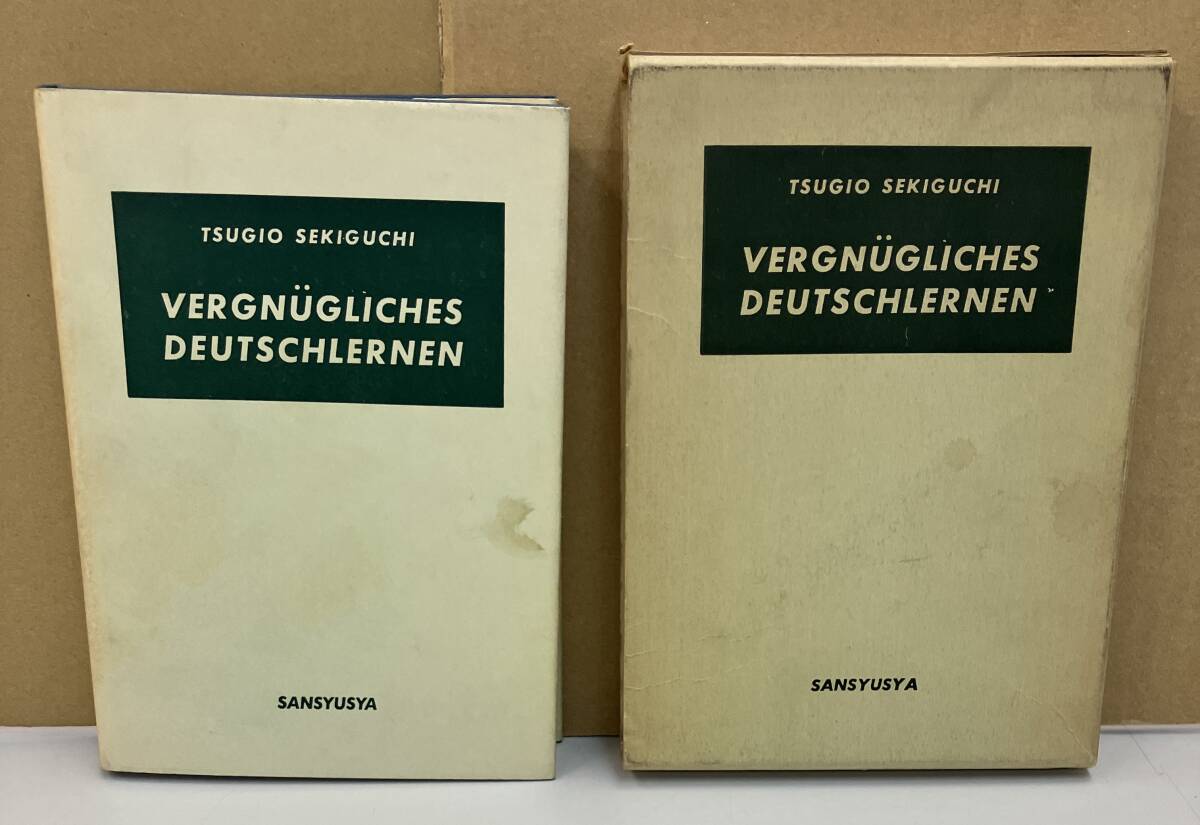 TSUGIO SEKIGUCHI
VERGNÜGLICHES
DEUTSCHLERNEN
SANSYUSYA
TSUGIO SEKIGUCHI
VERGNÜGLICHES
DEUTSCHLERNEN
SANSYUSYA